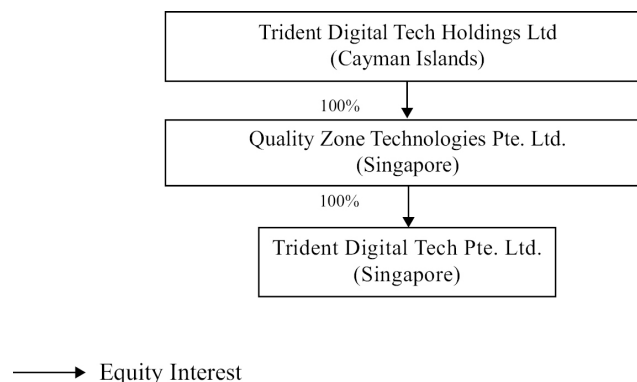 Trident Digital Tech Holdings Ltd
(Cayman Islands)
100%
Quality Zone Technologies Pte. Ltd.
(Singapore)
100%
Trident Digital Tech Pte. Ltd.
(Singapore)
Equity Interest